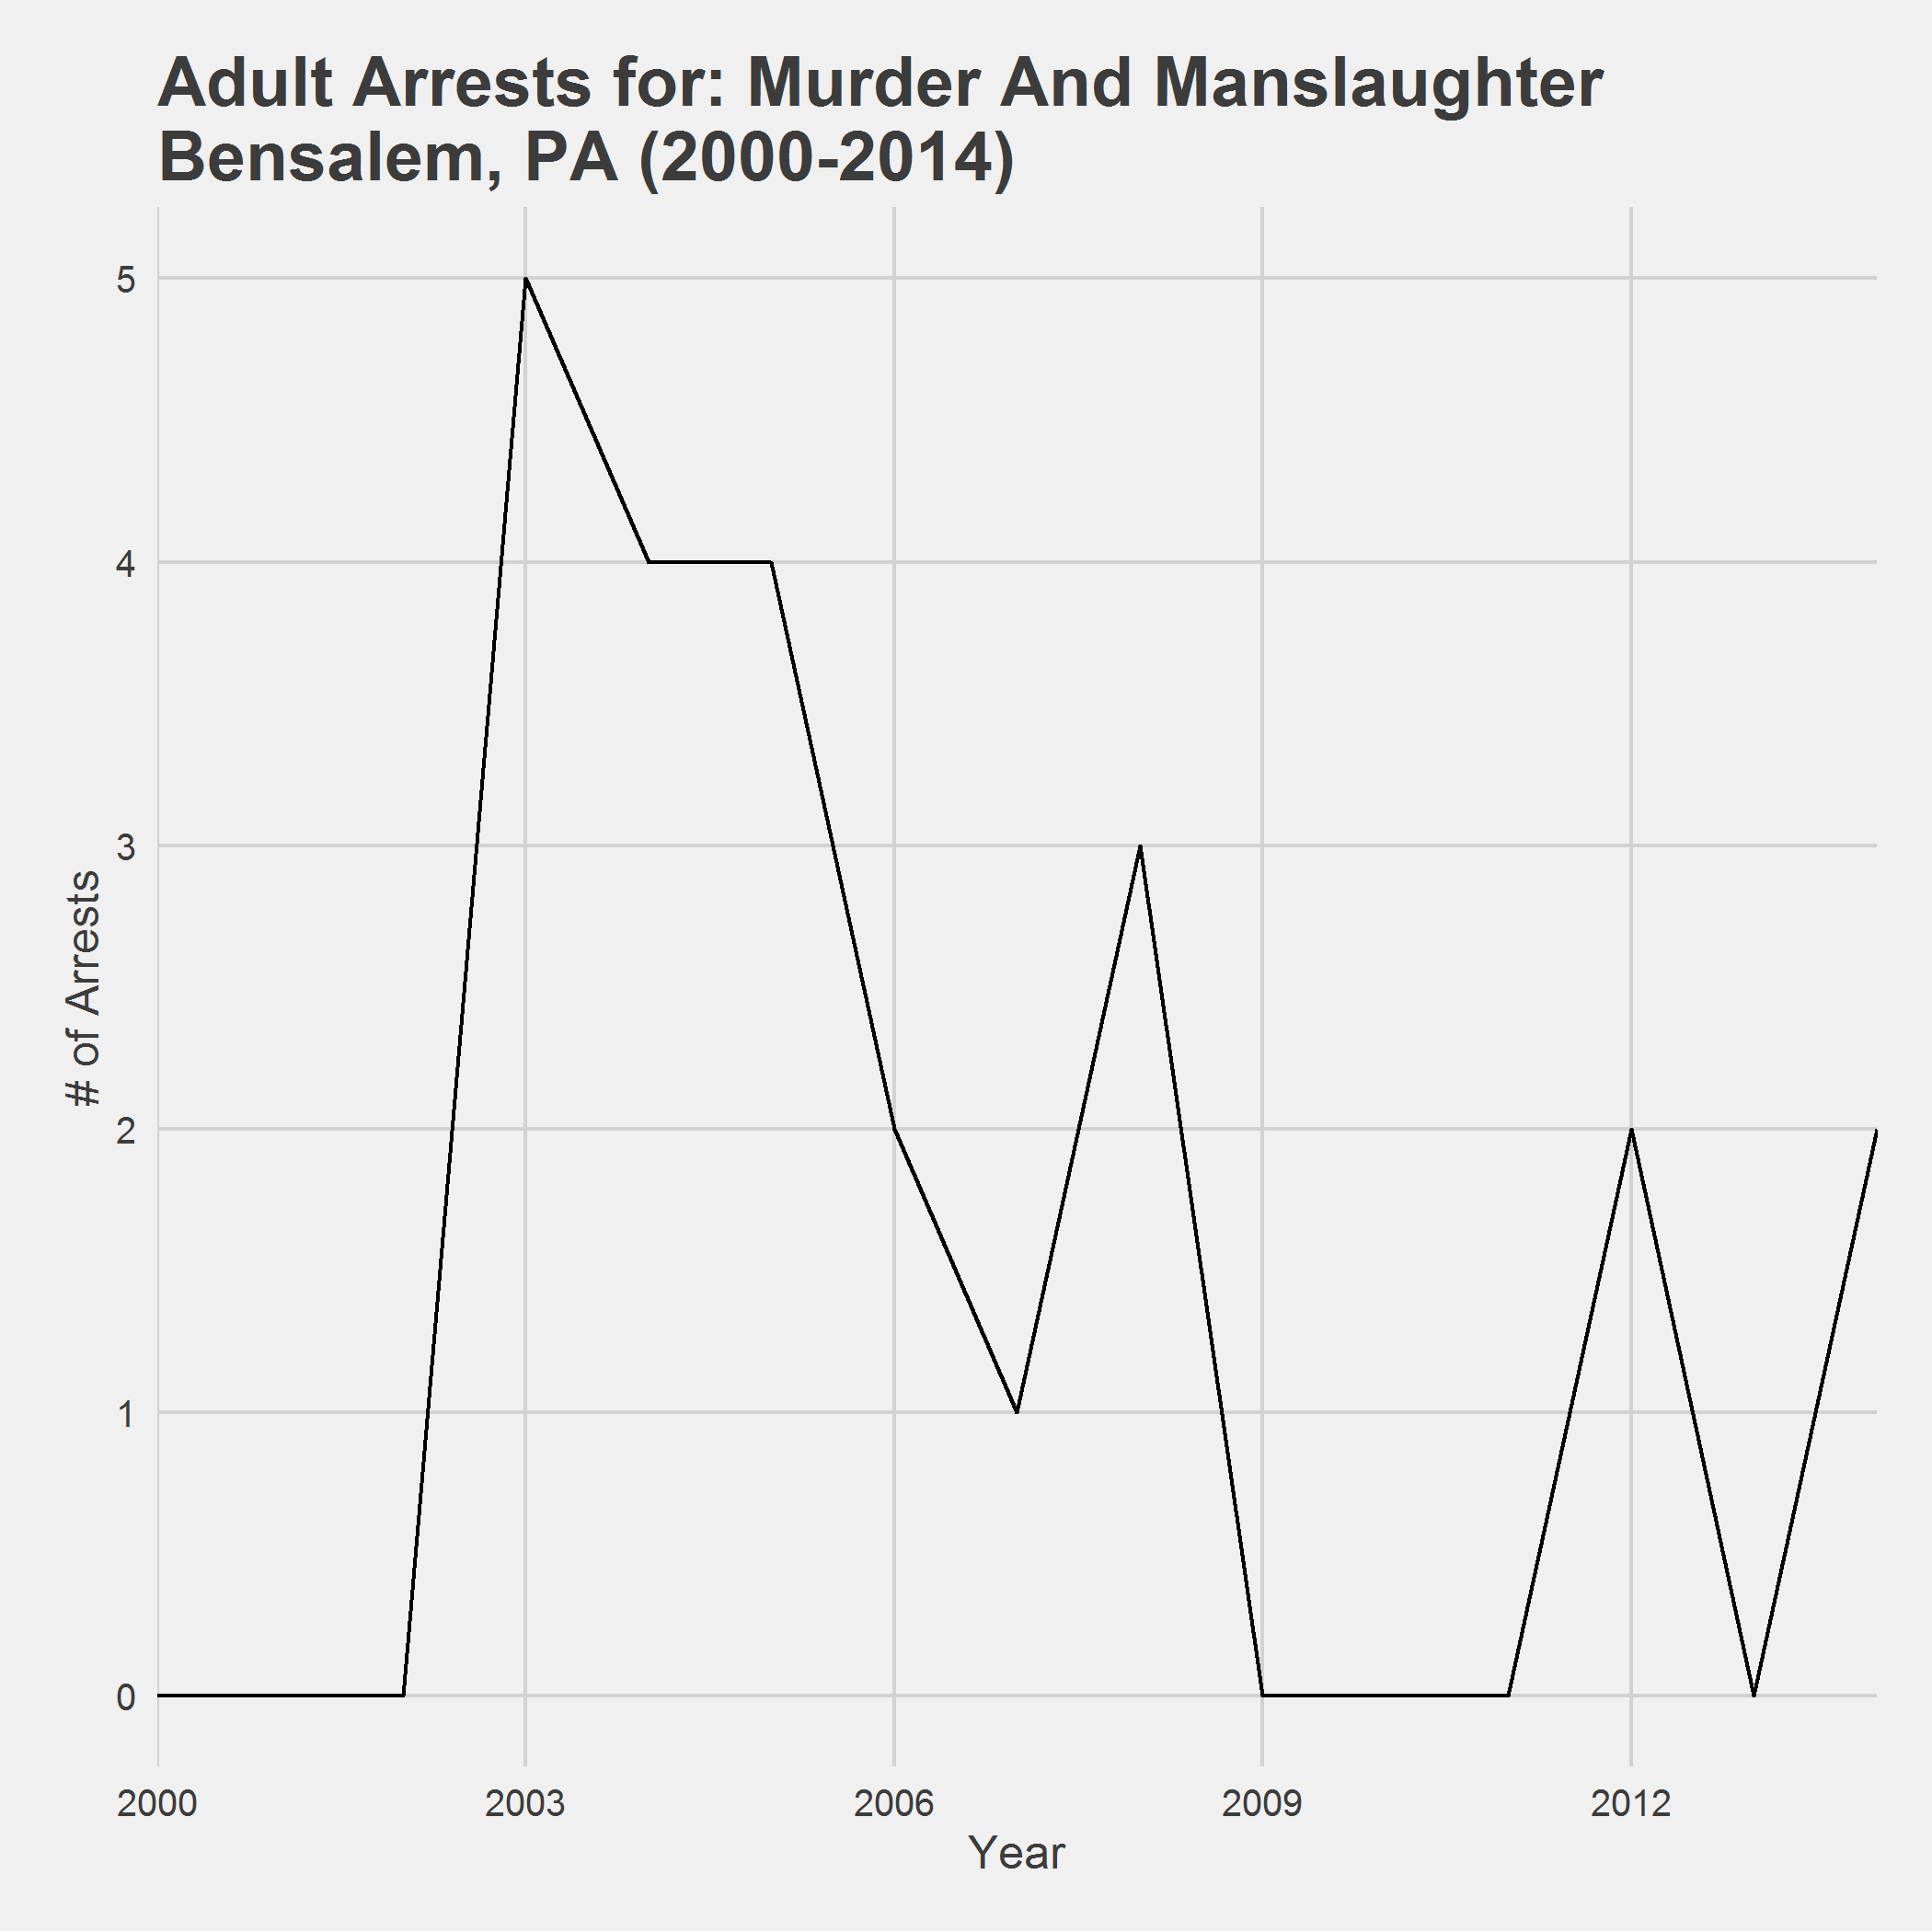 Adult Arrests for: Murder And Manslaughter
Bensalem, PA (2000-2014)
5
4
3
2
1
0
# of Arrests
2000 2003 2006 2009 2012
Year